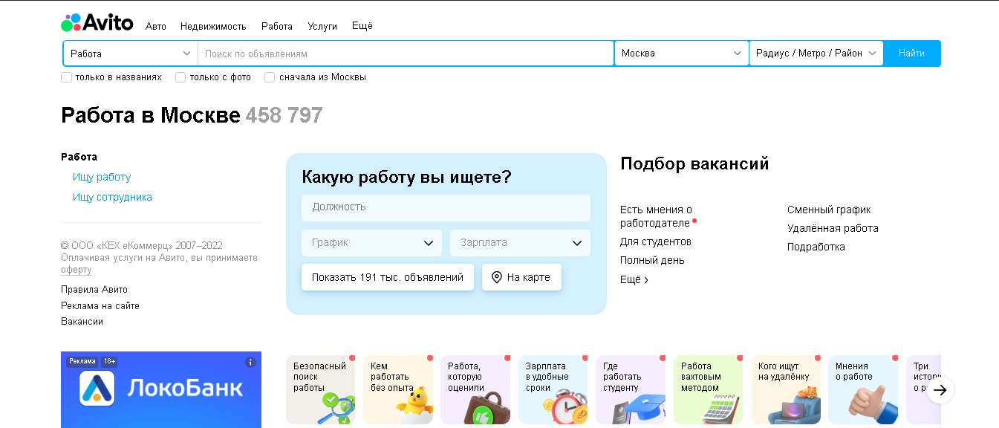 Avito Авто Недвижимость Работа Услуги Ещё
Работа Поиск по объявлениям Москва Радиус / Метро / Район Найти
только в названиях только с фото сначала из Москвы
Работа в Москве 458 797
Работа
Ищу работу
Ищу сотрудника
© ООО «КЕХ еКоммерц» 2007–2022
Оплачивая услуги на Авито, вы принимаете
оферту
Правила Авито
Реклама на сайте
Вакансии
Какую работу вы ищете?
Должность
График Зарплата
Показать 191 тыс. объявлений На карте
Подбор вакансий
Есть мнения о
работодателе
Для студентов
Полный день
Ещё
Сменный график
Удалённая работа
Подработка
Реклама 18+
ЛокоБанк
Безопасный
поиск
работы
Кем
работать
без опыта
Работа,
которую
оценили
Зарплата
в удобные
сроки
Где
работать
студенту
Работа
вахтовым
методом
Кого ищут
на удалёнку
Мнения
о работе
Три